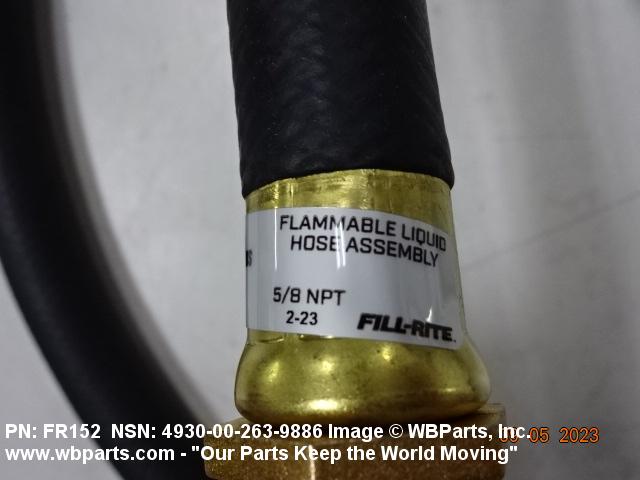 FLAMMABLE LIQUID
HOSE ASSEMBLY
5/8 NPT
2-23
FILL-RITE
PN: FR152 NSN: 4930-00-263-9886 Image © WBParts, Inc.
05 2023
www.wbparts.com - "Our Parts Keep the World Moving"